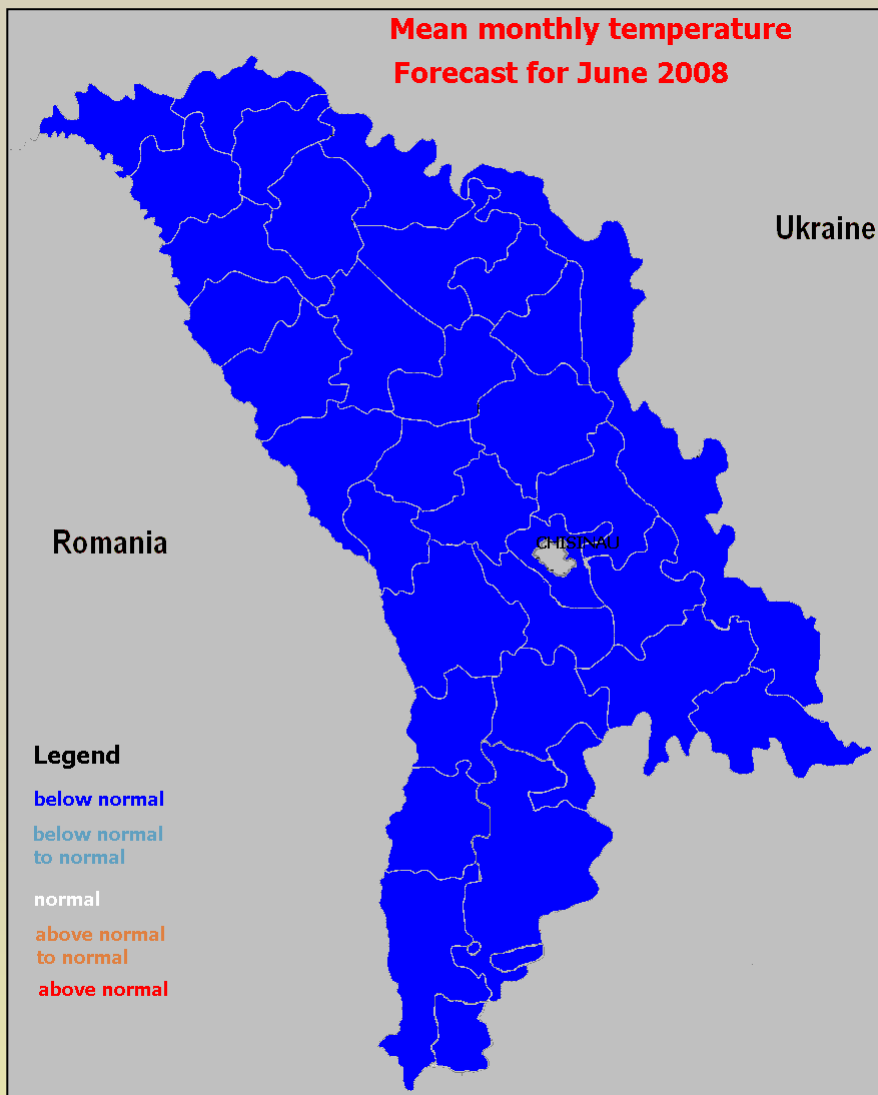 Mean monthly temperature
Forecast for June 2008
Ukraine
CHISINAU
Romania
Legend
below normal
below normal
to normal
normal
above normal
to normal
above normal